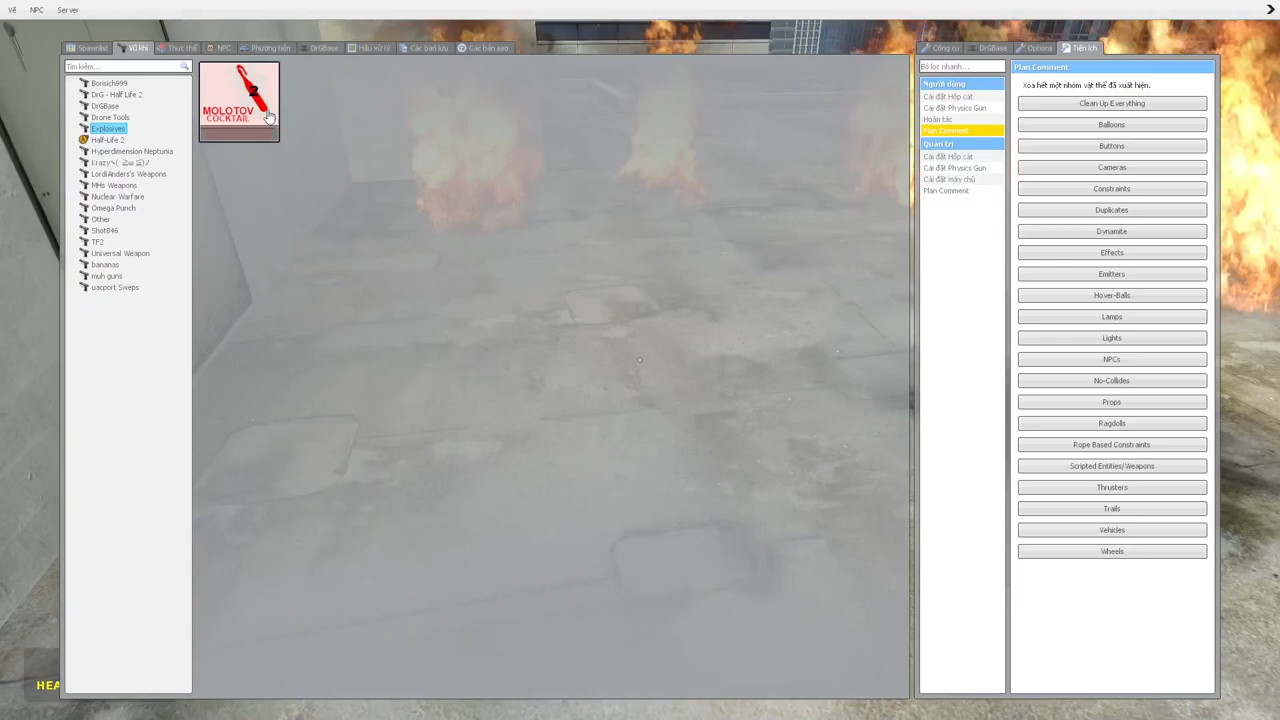 Vẽ NPC Server
Spawnlist Vũ khí Thực thể NPC Phương tiện DrGBase Hậu xử lý Các bản lưu Các bản sao
Công cụ DrGBase Options Tiện ích
Tìm kiếm...
Borisich999
DrG - Half Life 2
DrGBase
Drone Tools
Explosives
Half-Life 2
Hyperdimension Neptunia
LordiAnders's Weapons
MHs Weapons
Nuclear Warfare
Omega Punch
Other
Shot846
TF2
Universal Weapon
bananas
muh guns
uacport Sweps
MOLOTOV
COCKTAIL
Bộ lọc nhanh...
Người dùng
Cài đặt Hộp cát
Cài đặt Physics Gun
Hoàn tác
Plan Comment.
Quản trị
Cài đặt Hộp cát
Cài đặt Physics Gun
Cài đặt máy chủ
Plan Comment
Plan Comment.
Xóa hết một nhóm vật thể đã xuất hiện.
Clean Up Everything
Balloons
Buttons
Cameras
Constraints
Duplicates
Dynamite
Effects
Emitters
Hover-Balls
Lamps
Lights
NPCs
No-Collides
Props
Ragdolls
Rope Based Constraints
Scripted Entities/Weapons
Thrusters
Trails
Vehicles
Wheels
HEA